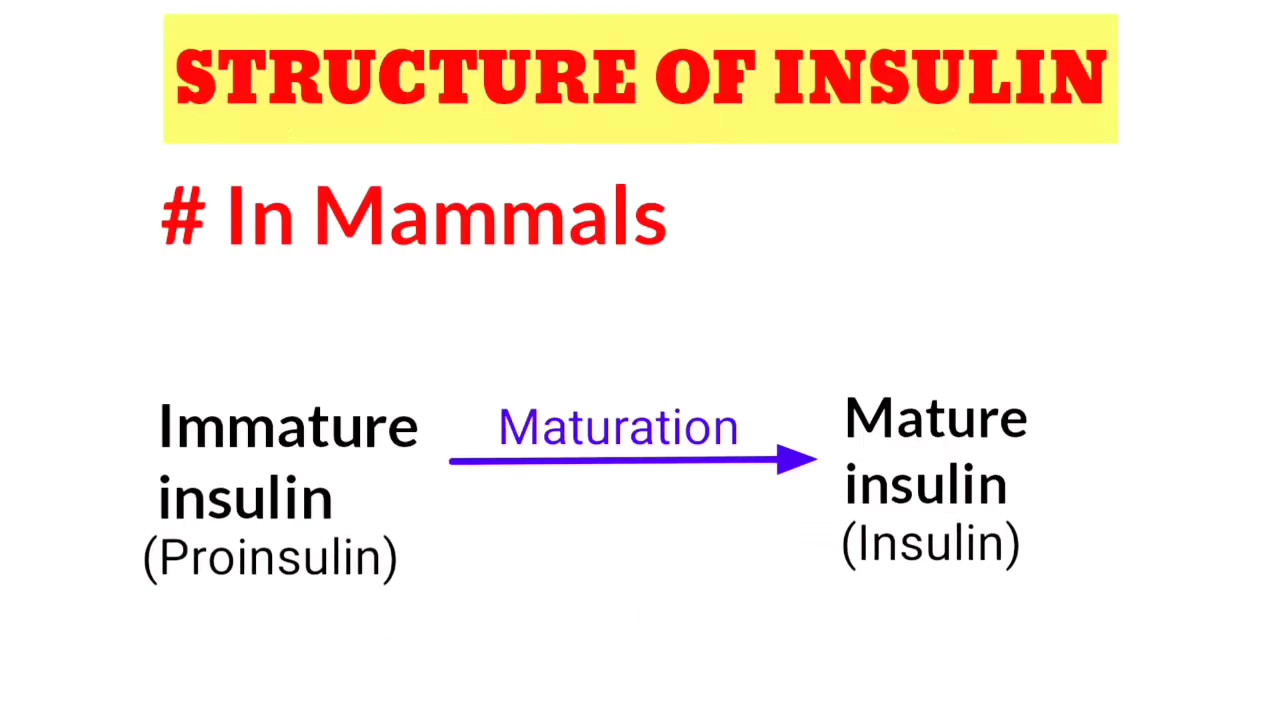 STRUCTURE OF INSULIN
# In Mammals
Immature
insulin
(Proinsulin)
Maturation
Mature
insulin
(Insulin)